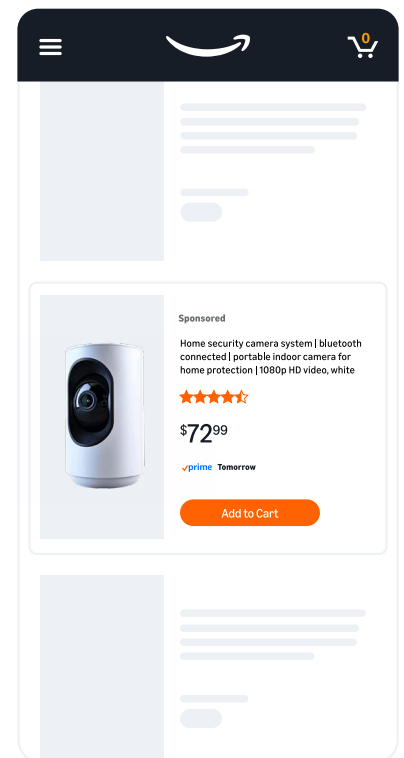 0
Sponsored
Home security camera system | bluetooth
connected | portable indoor camera for
home protection | 1080p HD video, white
$7299
prime Tomorrow
Add to Cart